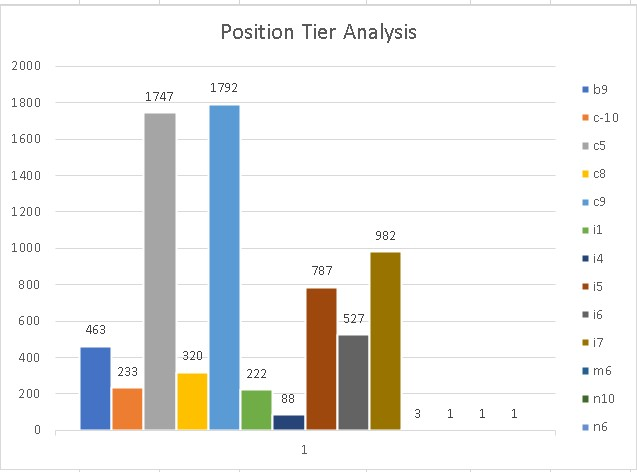 Position Tier Analysis
2000
1800
1600
1400
1200
1000
800
600
400
200
0
463
233
1747
320
1792
222
88
787
527
982
3
1
1
1
1
b9
c-10
c5
c8
c9
i1
i4
i5
i6
i7
m6
n10
n6